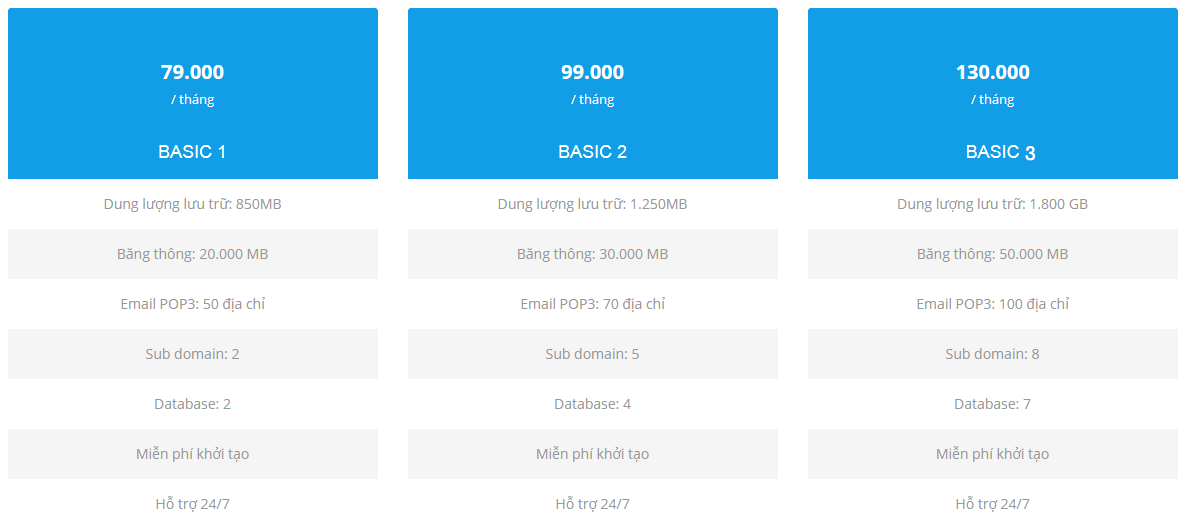 79.000
/ tháng
BASIC 1
Dung lượng lưu trữ: 850MB
Băng thông: 20.000 MB
Email POP3: 50 địa chỉ
Sub domain: 2
Database: 2
Miễn phí khởi tạo
Hỗ trợ 24/7
99.000
/ tháng
BASIC 2
Dung lượng lưu trữ: 1.250MB
Băng thông: 30.000 MB
Email POP3: 70 địa chỉ
Sub domain: 5
Database: 4
Miễn phí khởi tạo
Hỗ trợ 24/7
130.000
/ tháng
BASIC 3
Dung lượng lưu trữ: 1.800 GB
Băng thông: 50.000 MB
Email POP3: 100 địa chỉ
Sub domain: 8
Database: 7
Miễn phí khởi tạo
Hỗ trợ 24/7